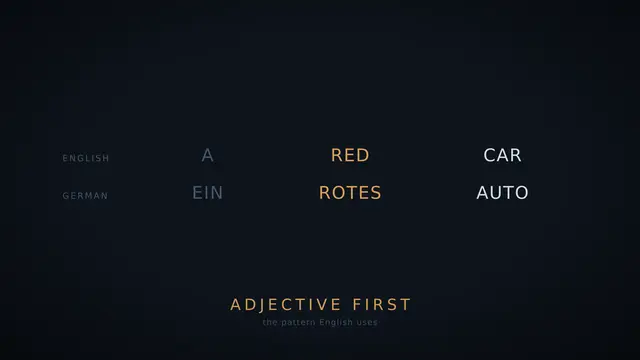 ENGLISH A RED CAR
GERMAN EIN ROTES AUTO
ADJECTIVE FIRST
the pattern English uses